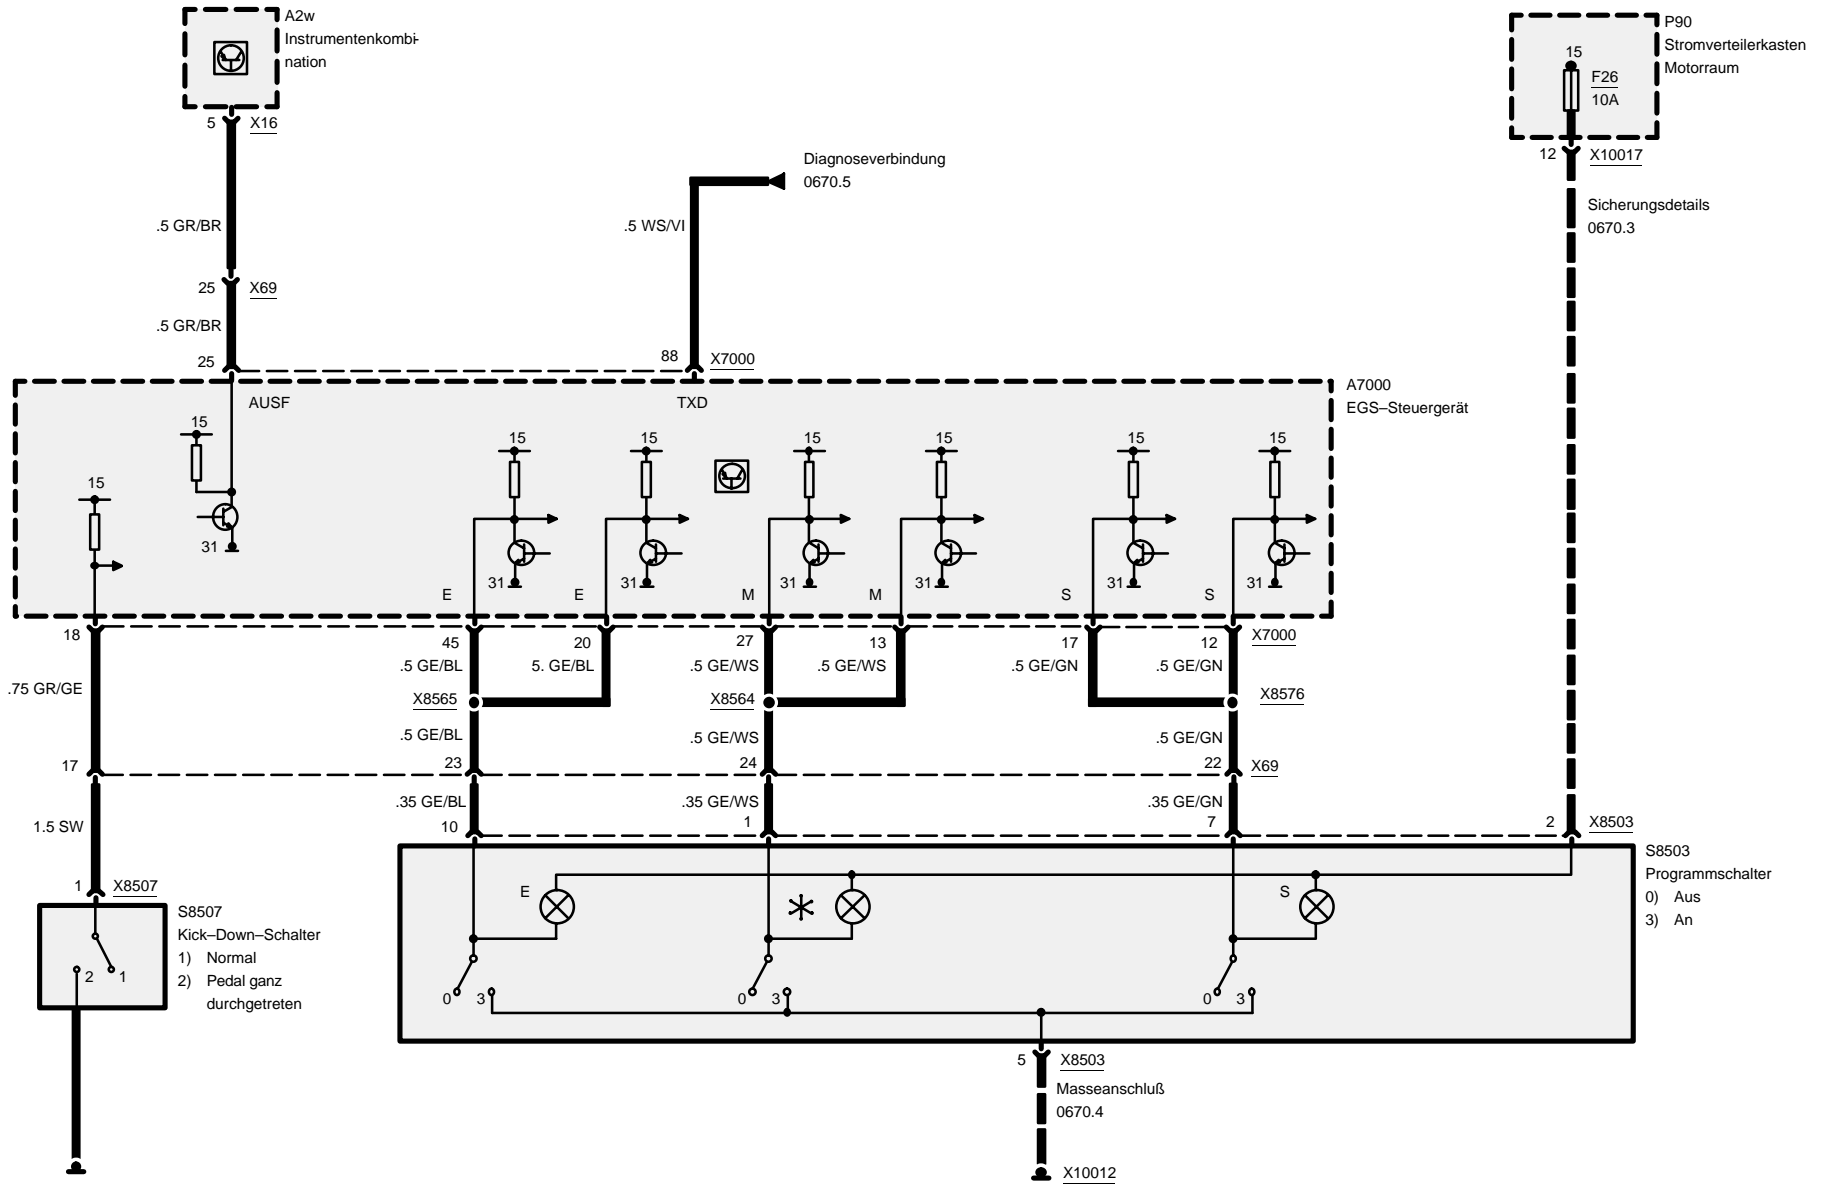 A2w
Instrumentenkombi-
nation
5 X16
.5 GR/BR
25 X69
.5 GR/BR
25
Diagnoseverbindung
0670.5
.5 WS/VI
88 X7000
P90
Stromverteilerkasten
Motorraum
15
F26
10A
12 X10017
Sicherungsdetails
0670.3
A7000
EGS–Steuergerät
AUSF TXD
15
15 15 15 15 15 15
15
31
31 31 31 31 31 31
E E M M S S
18 45 20 27 13 17 12 X7000
.5 GE/BL 5. GE/BL .5 GE/WS .5 GE/WS .5 GE/GN .5 GE/GN
.75 GR/GE
X8565 X8564 X8576
.5 GE/BL .5 GE/WS .5 GE/GN
17 23 24 22 X69
.35 GE/BL .35 GE/WS .35 GE/GN
1.5 SW
10 1 7 2 X8503
S8503
Programmschalter
0) Aus
3) An
E S
0 3 0 3 0 3
1 X8507
S8507
Kick–Down–Schalter
1) Normal
2) Pedal ganz
durchgetreten
2 1
5 X8503
Masseanschluß
0670.4
X10012